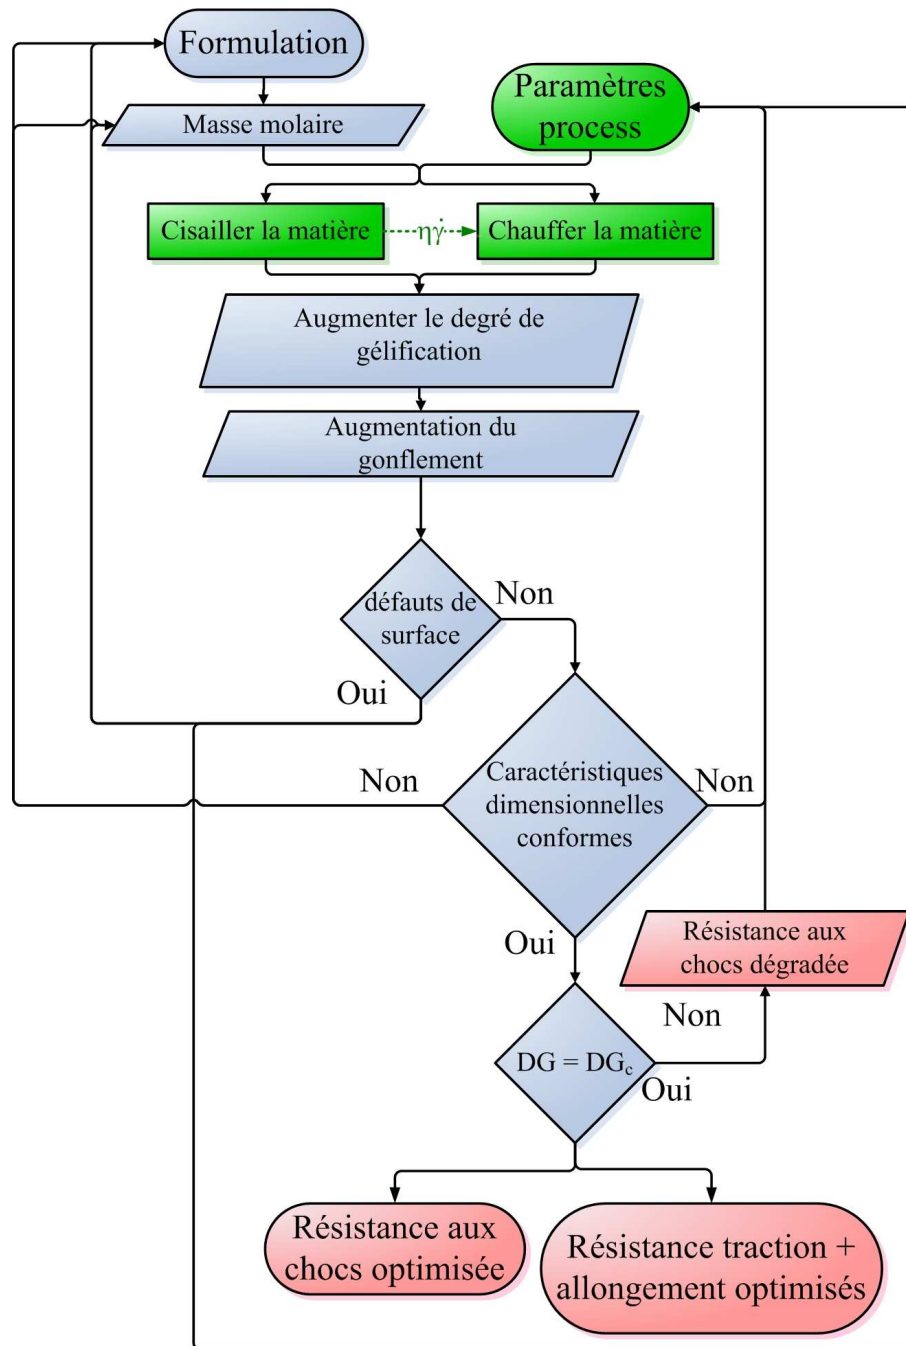 Formulation
Masse molaire
Paramètres
process
Cisailler la matière
ηγ̇
Chauffer la matière
Augmenter le degré de
gélification
Augmentation du
gonflement
défauts de
surface
Non
Oui
Caractéristiques
dimensionnelles
conformes
Non
Non
Oui
Résistance aux
chocs dégradée
Non
DG = DGc
Oui
Résistance aux
chocs optimisée
Résistance traction +
allongement optimisés